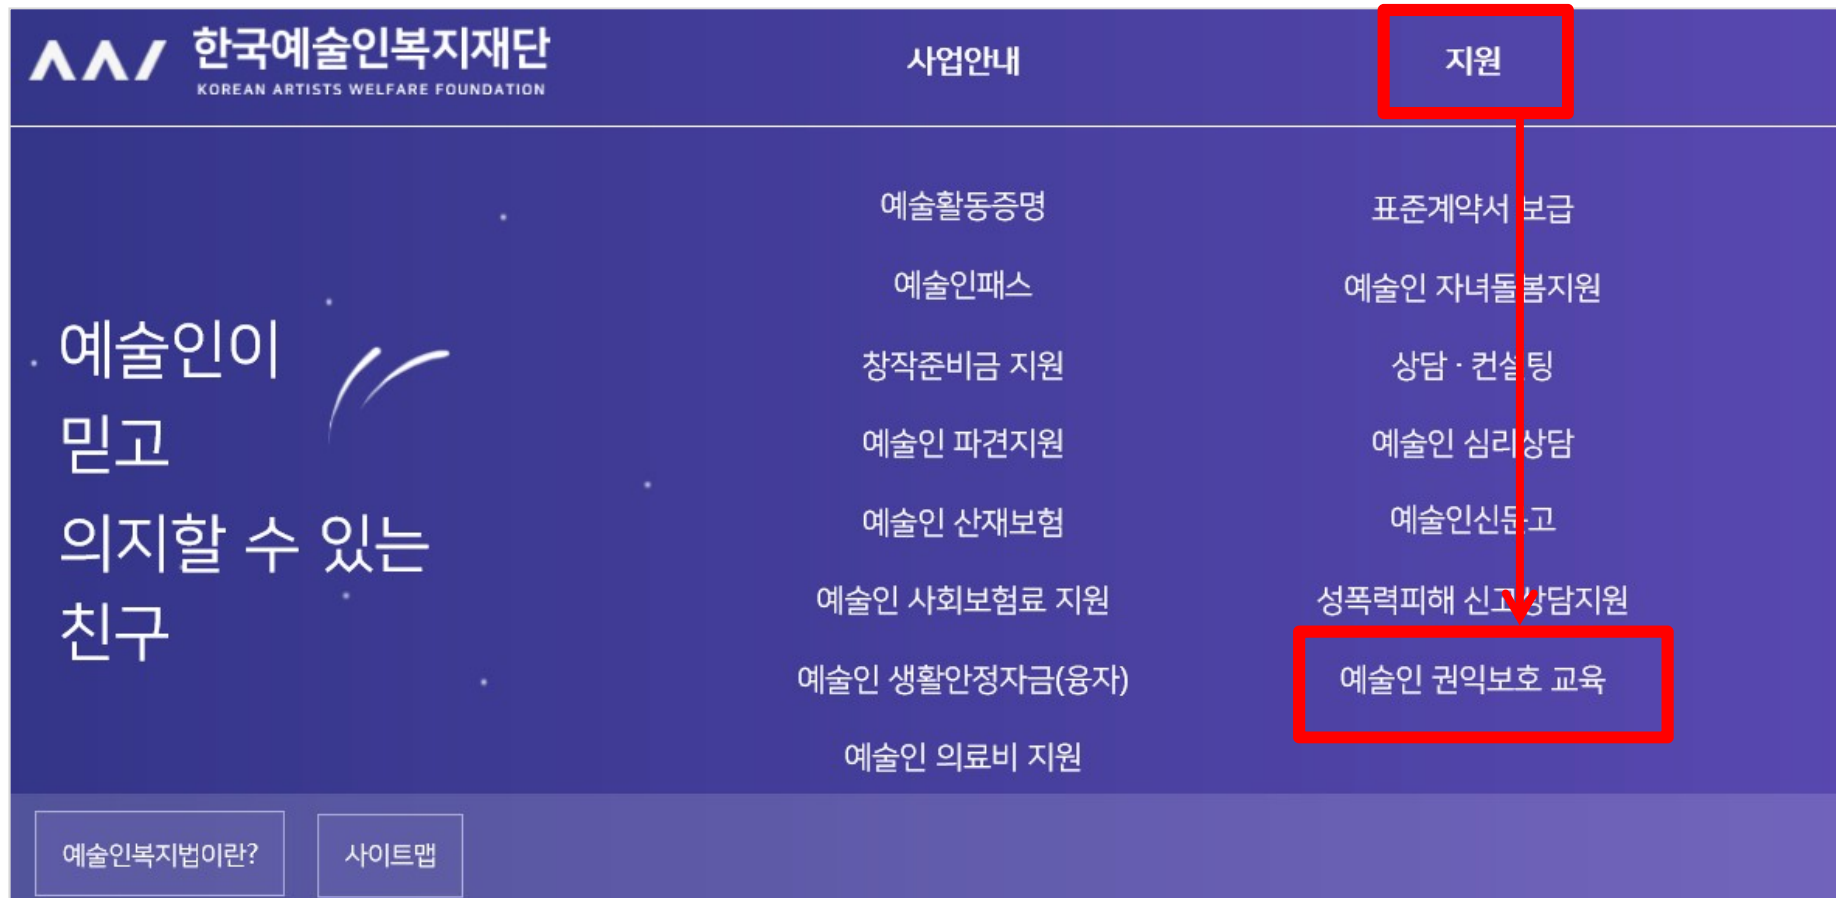 한국예술인복지재단
KOREAN ARTISTS WELFARE FOUNDATION
사업안내
지원
예술인이
믿고
의지할 수 있는
친구
예술활동증명
예술인패스
창작준비금 지원
예술인 파견지원
예술인 산재보험
예술인 사회보험료 지원
예술인 생활안정자금(융자)
예술인 의료비 지원
표준계약서 보급
예술인 자녀돌봄지원
상담 · 컨설팅
예술인 심리상담
예술인신문고
성폭력피해 신고상담지원
예술인 권익보호 교육
예술인복지법이란?
사이트맵